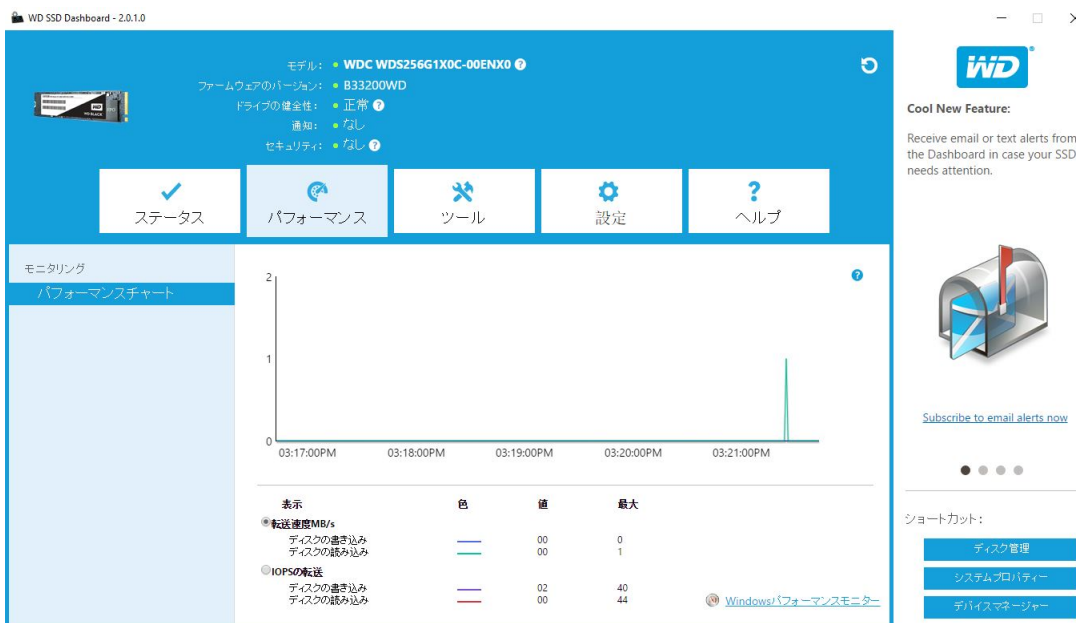 WD SSD Dashboard - 2.0.1.0
モデル: WDC WDS256G1X0C-00ENX0 ?
ファームウェアのバージョン: B33200WD
ドライブの健全性: 正常 ?
通知: なし
セキュリティ: なし ?
ステータス
パフォーマンス
ツール
設定
ヘルプ
モニタリング
パフォーマンスチャート
2
1
0
03:17:00PM 03:18:00PM 03:19:00PM 03:20:00PM 03:21:00PM
表示 色 値 最大
転送速度MB/s
ディスクの書き込み 00 0
ディスクの読み込み 00 1
IOPSの転送
ディスクの書き込み 02 40
ディスクの読み込み 00 44
Windowsパフォーマンスモニター
WD
Cool New Feature:
Receive email or text alerts from
the Dashboard in case your SSD
needs attention.
Subscribe to email alerts now
ショートカット:
ディスク管理
システムプロパティー
デバイスマネージャー